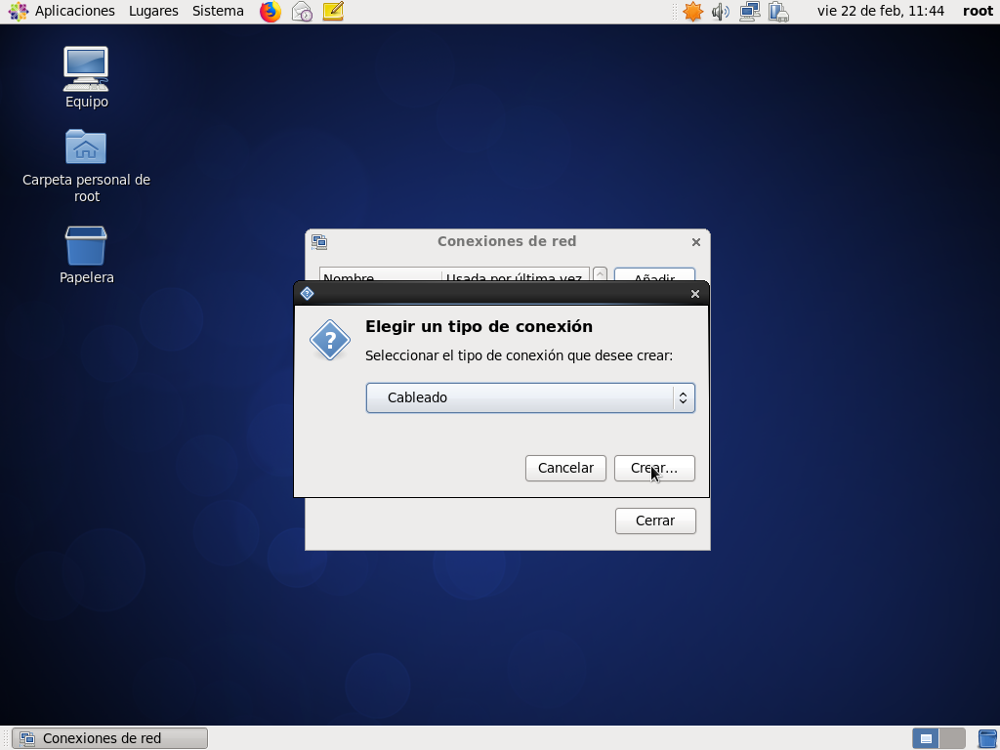 Aplicaciones Lugares Sistema vie 22 de feb, 11:44 root
Equipo
Carpeta personal de
root
Papelera
Conexiones de red
Nombre Usada por última vez Añadir
Elegir un tipo de conexión
?
Seleccionar el tipo de conexión que desee crear:
Cableado
Cancelar Crear...
Cerrar
Conexiones de red